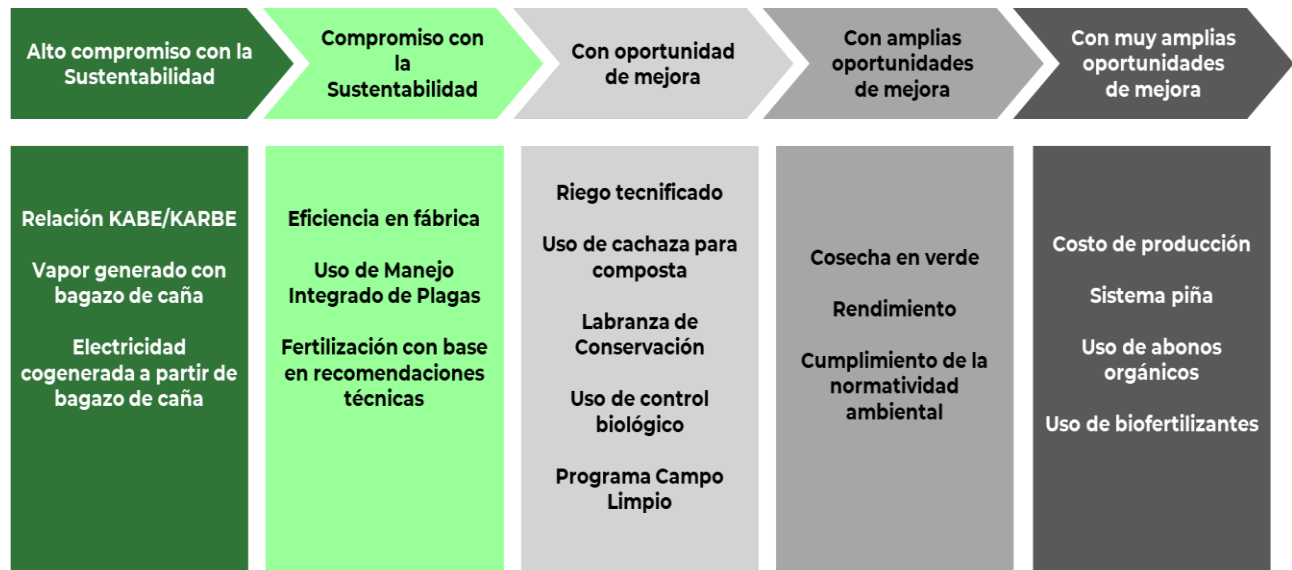 Alto compromiso con la
Sustentabilidad
Compromiso con
la
Sustentabilidad
Con oportunidad
de mejora
Con amplias
oportunidades
de mejora
Con muy amplias
oportunidades
de mejora
Relación KABE/KARBE
Vapor generado con
bagazo de caña
Electricidad
cogenerada a partir de
bagazo de caña
Eficiencia en fábrica
Uso de Manejo
Integrado de Plagas
Fertilización con base
en recomendaciones
técnicas
Riego tecnificado
Uso de cachaza para
composta
Labranza de
Conservación
Uso de control
biológico
Programa Campo
Limpio
Cosecha en verde
Rendimiento
Cumplimiento de la
normatividad
ambiental
Costo de producción
Sistema piña
Uso de abonos
orgánicos
Uso de biofertilizantes